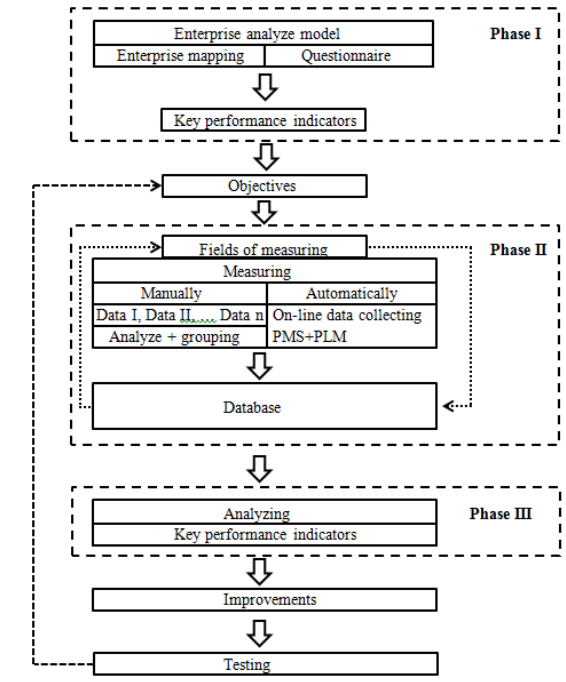 Enterprise analyze model
Phase I
Enterprise mapping
Questionnaire
Key performance indicators
Objectives
Fields of measuring
Phase II
Measuring
Manually
Automatically
Data I, Data II, ... Data n
On-line data collecting
Analyze + grouping
PMS+PLM
Database
Analyzing
Phase III
Key performance indicators
Improvements
Testing